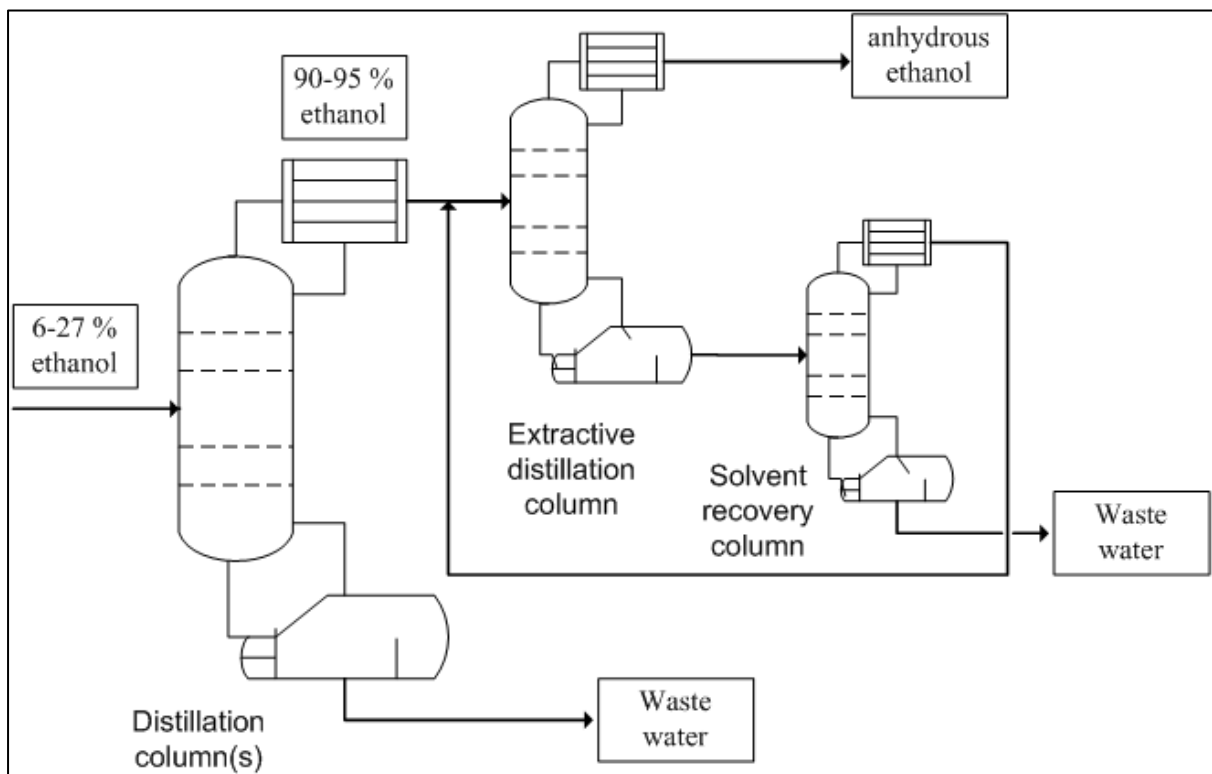 90-95 %
ethanol
anhydrous
ethanol
6-27 %
ethanol
Extractive
distillation
column
Solvent
recovery
column
Waste
water
Distillation
column(s)
Waste
water